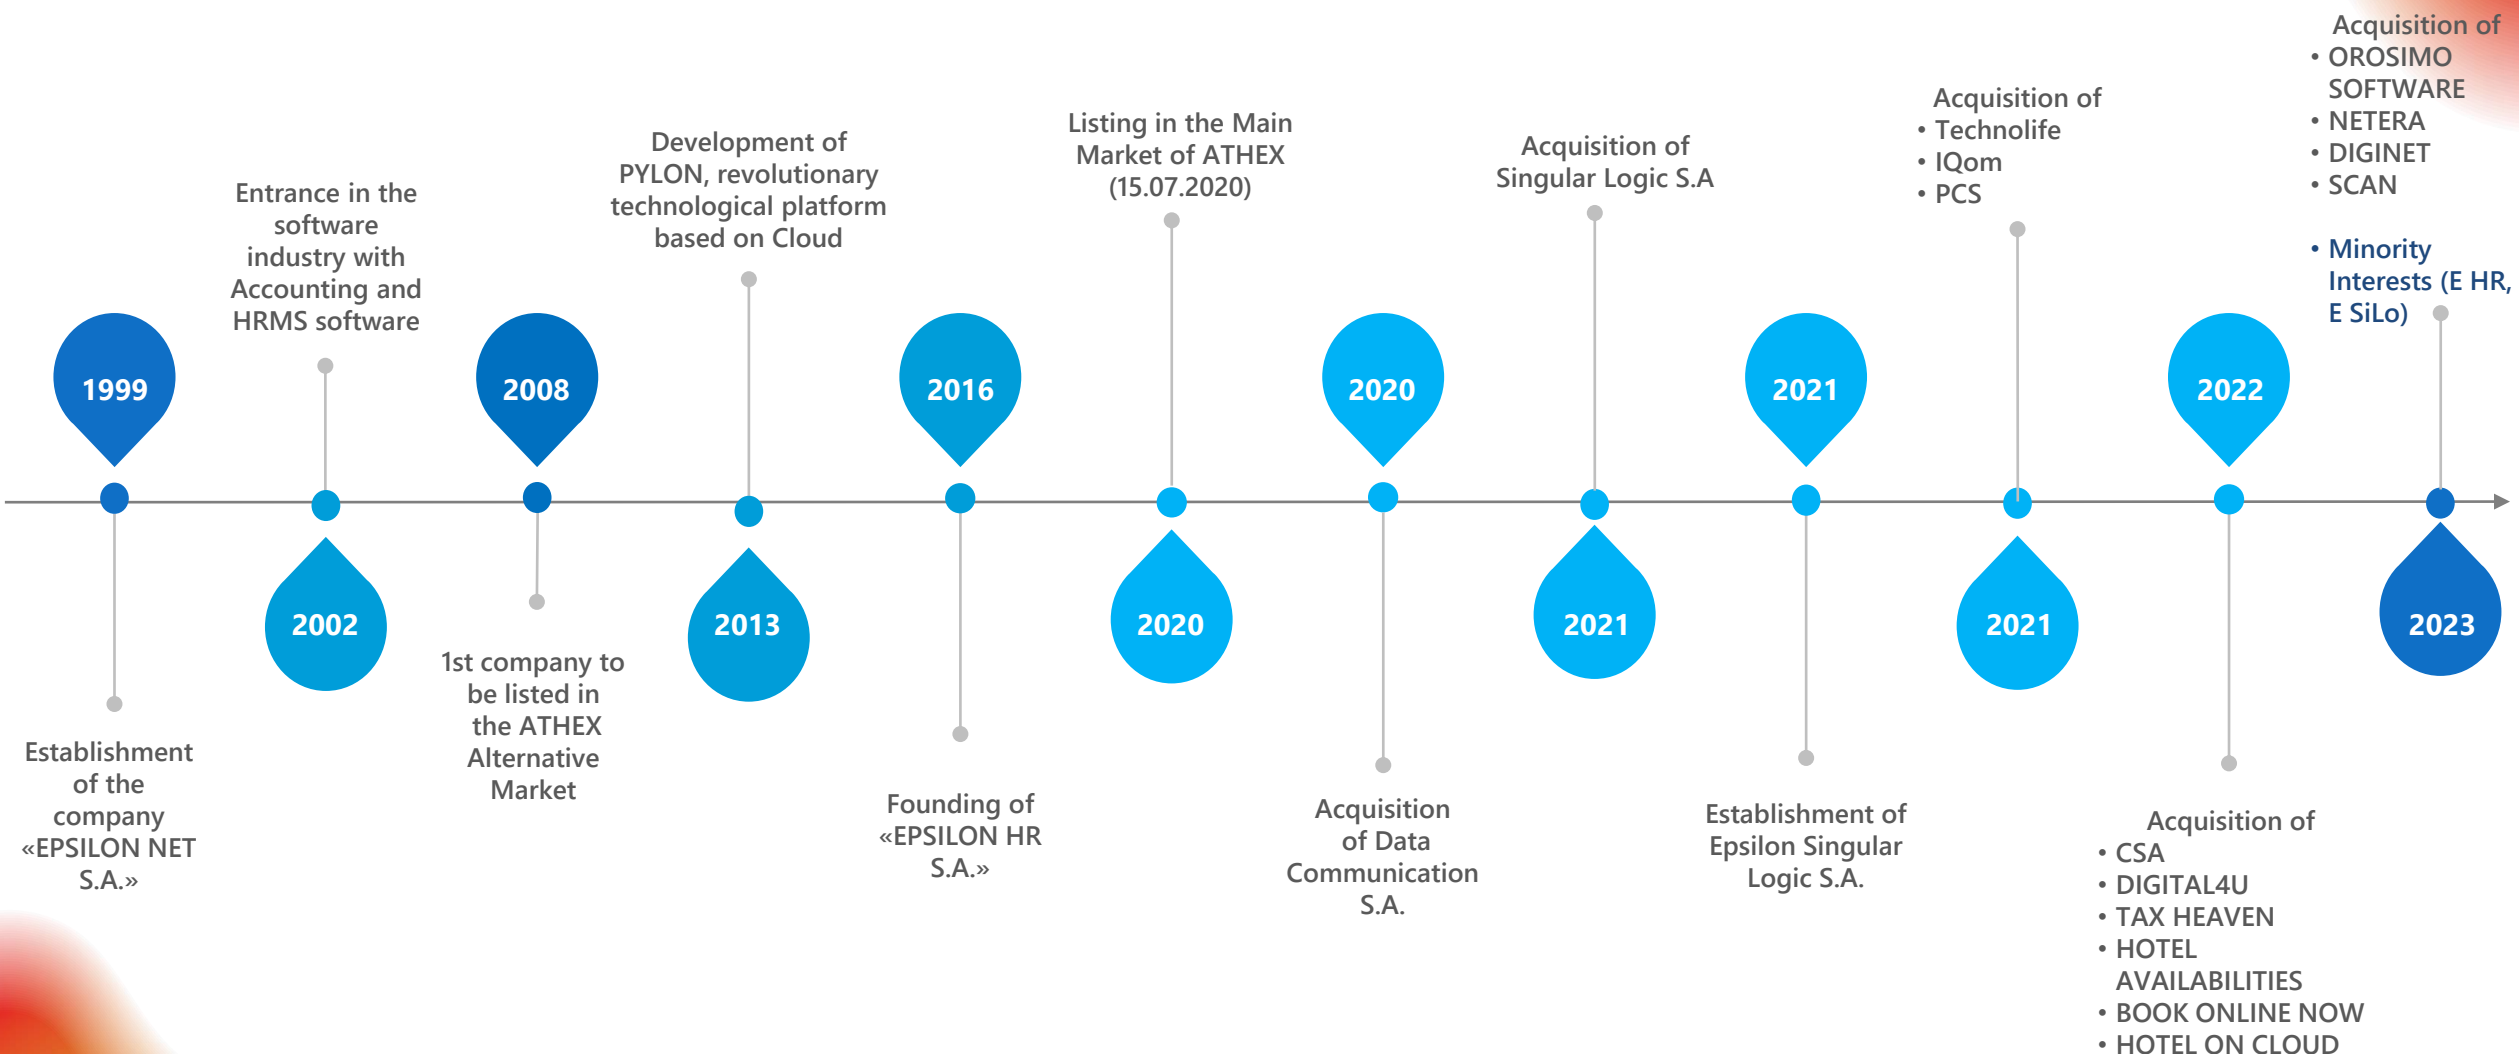 1999
Establishment
of the
company
«EPSILON NET
S.A.»
Entrance in the
software
industry with
Accounting and
HRMS software
2002
2008
1st company to
be listed in
the ATHEX
Alternative
Market
Development of
PYLON, revolutionary
technological platform
based on Cloud
2013
2016
Founding of
«EPSILON HR
S.A.»
Listing in the Main
Market of ATHEX
(15.07.2020)
2020
2020
Acquisition
of Data
Communication
S.A.
Acquisition of
Singular Logic S.A
2021
2021
Establishment of
Epsilon Singular
Logic S.A.
Acquisition of
• Technolife
• IQom
• PCS
2021
2022
Acquisition of
• CSA
• DIGITAL4U
• TAX HEAVEN
• HOTEL
AVAILABILITIES
• BOOK ONLINE NOW
• HOTEL ON CLOUD
Acquisition of
• OROSIMO
SOFTWARE
• NETERA
• DIGINET
• SCAN
• Minority
Interests (E HR,
E SiLo)
2023